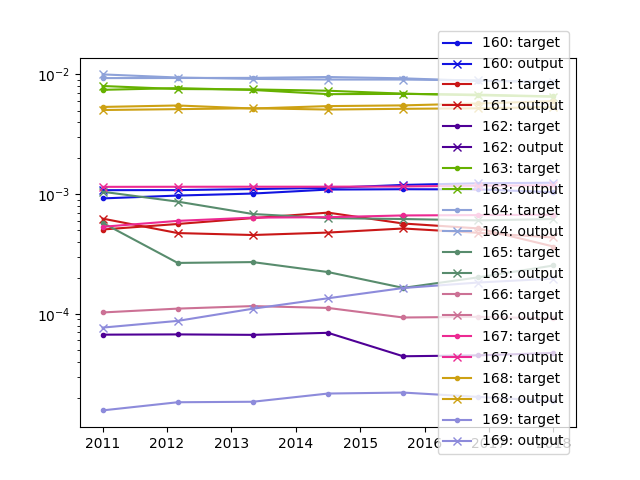 10⁻²
10⁻³
10⁻⁴
2011 2012 2013 2014 2015 2016 2017 2018
160: target
160: output
161: target
161: output
162: target
162: output
163: target
163: output
164: target
164: output
165: target
165: output
166: target
166: output
167: target
167: output
168: target
168: output
169: target
169: output